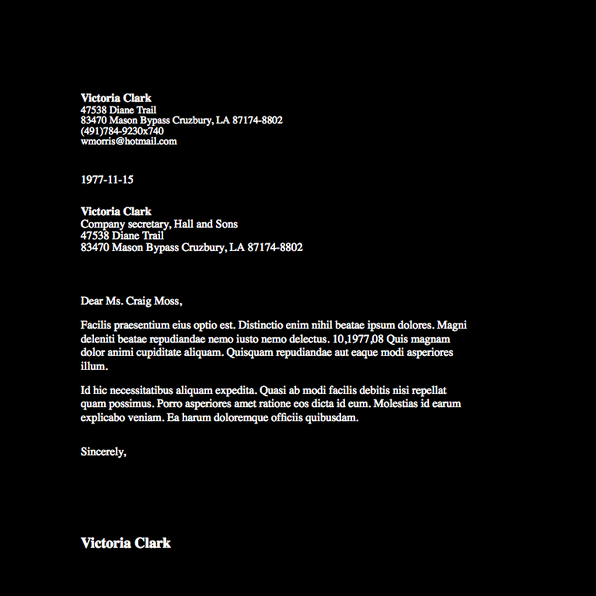 Victoria Clark
47538 Diane Trail
83470 Mason Bypass Cruzbury, LA 87174-8802
(491)784-9230x740
wmorris@hotmail.com
1977-11-15
Victoria Clark
Company secretary, Hall and Sons
47538 Diane Trail
83470 Mason Bypass Cruzbury, LA 87174-8802
Dear Ms. Craig Moss,
Facilis praesentium eius optio est. Distinctio enim nihil beatae ipsum dolores. Magni
deleniti beatae repudiandae nemo iusto nemo delectus. 10,1977,08 Quis magnam
dolor animi cupiditate aliquam. Quisquam repudiandae aut eaque modi asperiores
illum.
Id hic necessitatibus aliquam expedita. Quasi ab modi facilis debitis nisi repellat
quam possimus. Porro asperiores amet ratione eos dicta id eum. Molestias id earum
explicabo veniam. Ea harum doloremque officiis quibusdam.
Sincerely,
Victoria Clark